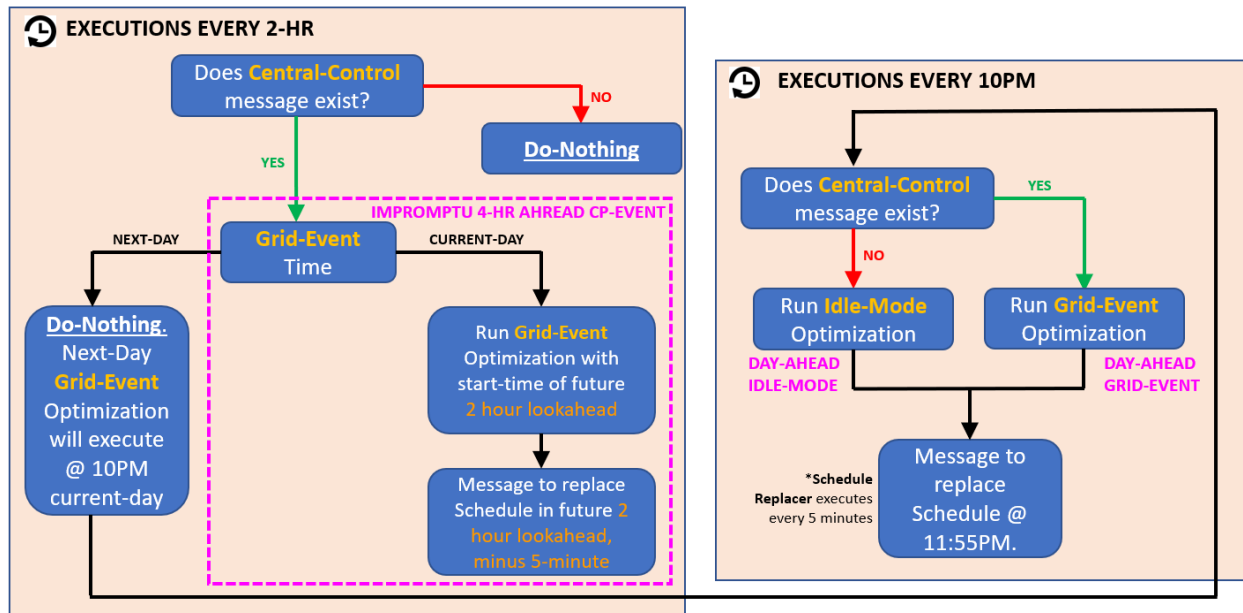 EXECUTIONS EVERY 2-HR
Does Central-Control
message exist?
NO
Do-Nothing
YES
IMPROMPTU 4-HR AHREAD CP-EVENT
NEXT-DAY
Grid-Event
Time
CURRENT-DAY
Do-Nothing.
Next-Day
Grid-Event
Optimization
will execute
@ 10PM
current-day
Run Grid-Event
Optimization with
start-time of future
2 hour lookahead
Message to replace
Schedule in future 2
hour lookahead,
minus 5-minute
EXECUTIONS EVERY 10PM
Does Central-Control
message exist?
YES
NO
Run Idle-Mode
Optimization
Run Grid-Event
Optimization
DAY-AHEAD
IDLE-MODE
DAY-AHEAD
GRID-EVENT
*Schedule
Replacer executes
every 5 minutes
Message to
replace
Schedule @
11:55PM.